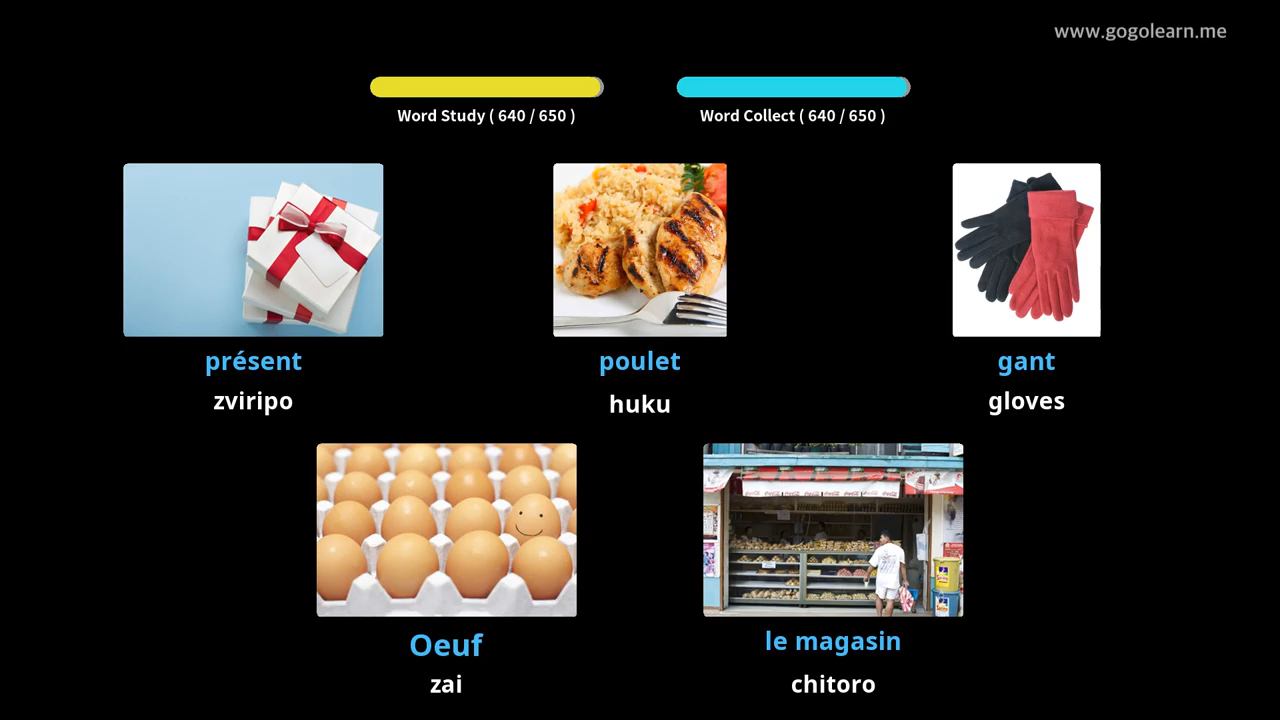 www.gogolearn.me
Word Study ( 640 / 650 )
Word Collect ( 640 / 650 )
présent
poulet
gant
zviripo
huku
gloves
Oeuf
le magasin
zai
chitoro